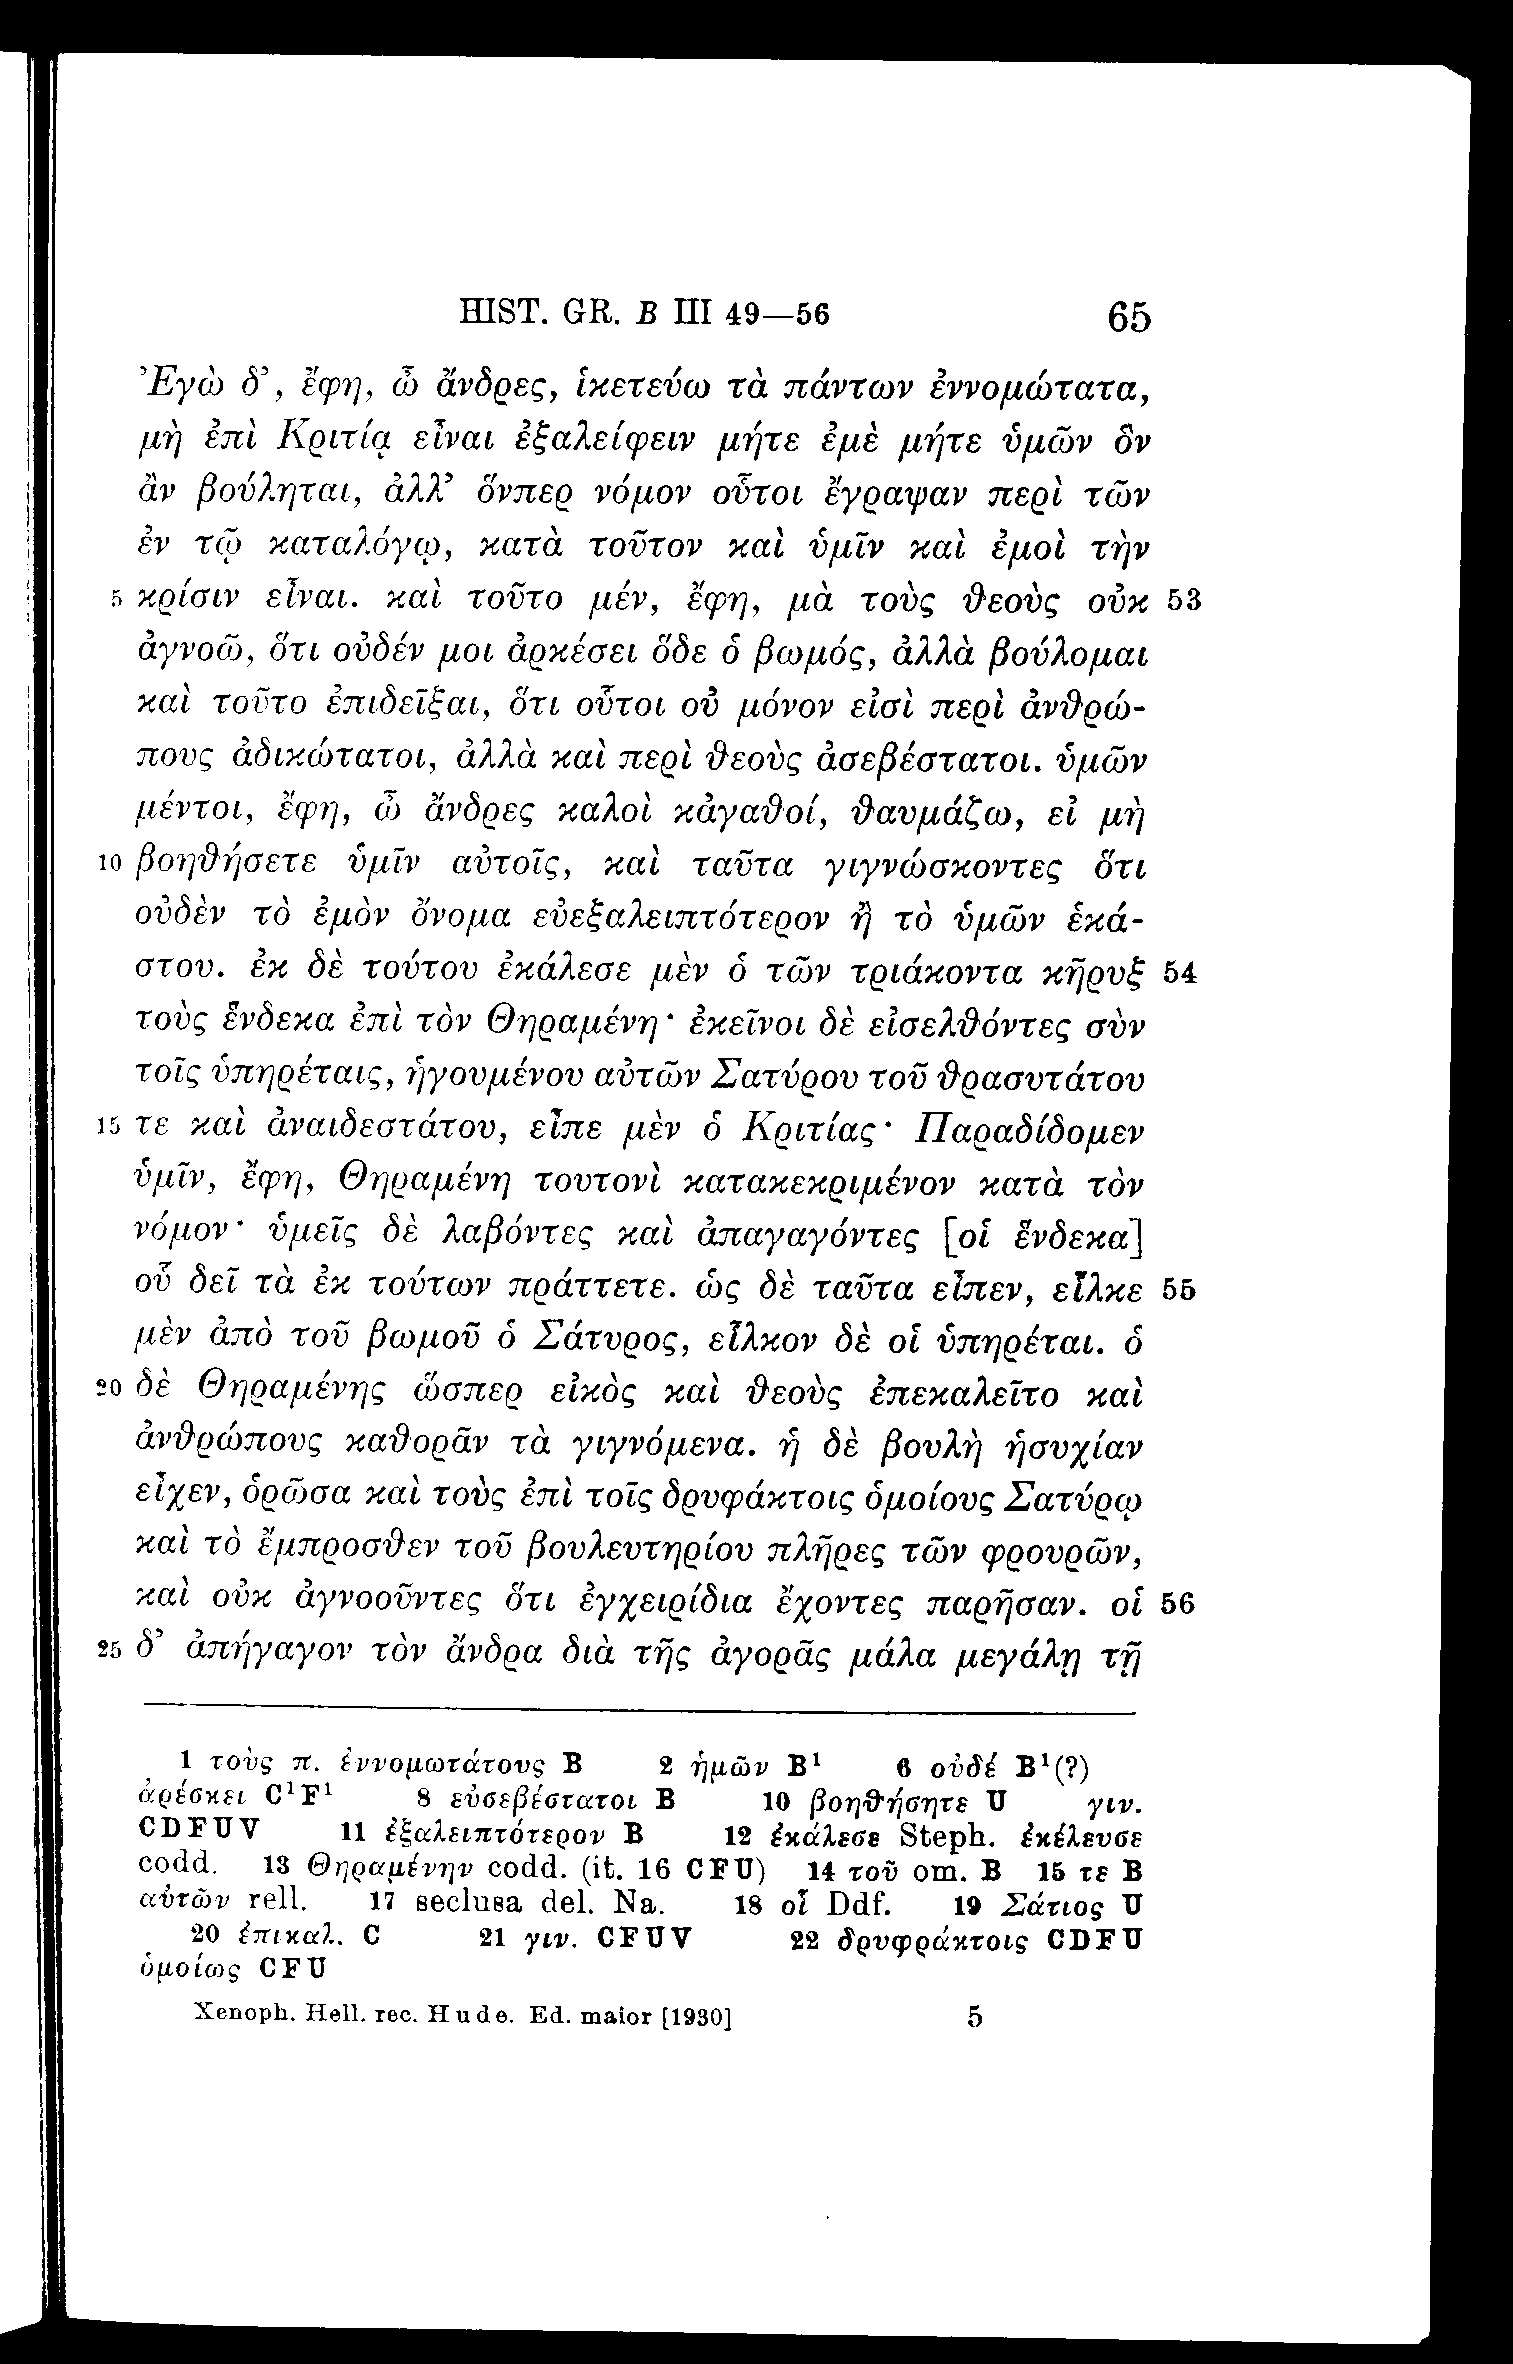 HIST. GR. B III 49—56 65
Ἐγὼ δ’, ἔφη, ὦ ἄνδρες, ἱκετεύω τὰ πάντων ἐννομώτατα,
μὴ ἐπὶ Κριτίᾳ εἶναι ἐξαλείφειν μήτε ἐμὲ μήτε ὑμῶν ὃν
ἂν βούληται, ἀλλ’ ὅνπερ νόμον οὗτοι ἔγραψαν περὶ τῶν
ἐν τῷ καταλόγῳ, κατὰ τοῦτον καὶ ὑμῖν καὶ ἐμοὶ τὴν
5 κρίσιν εἶναι. καὶ τοῦτο μέν, ἔφη, μὰ τοὺς θεοὺς οὐκ 53
ἀγνοῶ, ὅτι οὐδέν μοι ἀρκέσει ὅδε ὁ βωμός, ἀλλὰ βούλομαι
καὶ τοῦτο ἐπιδεῖξαι, ὅτι οὗτοι οὐ μόνον εἰσὶ περὶ ἀνθρώ-
πους ἀδικώτατοι, ἀλλὰ καὶ περὶ θεοὺς ἀσεβέστατοι. ὑμῶν
μέντοι, ἔφη, ὦ ἄνδρες καλοὶ κἀγαθοί, θαυμάζω, εἰ μὴ
10 βοηθήσετε ὑμῖν αὐτοῖς, καὶ ταῦτα γιγνώσκοντες ὅτι
οὐδὲν τὸ ἐμὸν ὄνομα εὐεξαλειπτότερον ἢ τὸ ὑμῶν ἑκά-
στου. ἐκ δὲ τούτου ἐκάλεσε μὲν ὁ τῶν τριάκοντα κῆρυξ 54
τοὺς ἕνδεκα ἐπὶ τὸν Θηραμένη· ἐκεῖνοι δὲ εἰσελθόντες σὺν
τοῖς ὑπηρέταις, ἡγουμένου αὐτῶν Σατύρου τοῦ θρασυτάτου
15 τε καὶ ἀναιδεστάτου, εἶπε μὲν ὁ Κριτίας· Παραδίδομεν
ὑμῖν, ἔφη, Θηραμένη τουτονὶ κατακεκριμένον κατὰ τὸν
νόμον· ὑμεῖς δὲ λαβόντες καὶ ἀπαγαγόντες [οἱ ἕνδεκα]
οὗ δεῖ τὰ ἐκ τούτων πράττετε. ὡς δὲ ταῦτα εἶπεν, εἷλκε 55
μὲν ἀπὸ τοῦ βωμοῦ ὁ Σάτυρος, εἷλκον δὲ οἱ ὑπηρέται. ὁ
20 δὲ Θηραμένης ὥσπερ εἰκὸς καὶ θεοὺς ἐπεκαλεῖτο καὶ
ἀνθρώπους καθορᾶν τὰ γιγνόμενα. ἡ δὲ βουλὴ ἡσυχίαν
εἶχεν, ὁρῶσα καὶ τοὺς ἐπὶ τοῖς δρυφάκτοις ὁμοίους Σατύρῳ
καὶ τὸ ἔμπροσθεν τοῦ βουλευτηρίου πλῆρες τῶν φρουρῶν,
καὶ οὐκ ἀγνοοῦντες ὅτι ἐγχειρίδια ἔχοντες παρῆσαν. οἱ 56
25 δ’ ἀπήγαγον τὸν ἄνδρα διὰ τῆς ἀγορᾶς μάλα μεγάλῃ τῇ
1 τοὺς π. ἐννομωτάτους B 2 ἡμῶν B¹ 6 οὐδέ B¹(?)
ἀρέσκει C¹F¹ 8 εὐσεβέστατοι B 10 βοηθήσητε U γιν.
CDFUV 11 ἐξαλειπτότερον B 12 ἐκάλεσε Steph. ἐκέλευσε
codd. 13 Θηραμένην codd. (it. 16 CFU) 14 τοῦ om. B 15 τε B
αὐτῶν rell. 17 seclusa del. Na. 18 οἷ Ddf. 19 Σάτιος U
20 ἐπικαλ. C 21 γιν. CFUV 22 δρυφράκτοις CDFU
ὁμοίως CFU
Xenoph. Hell. rec. Hude. Ed. maior [1930] 5